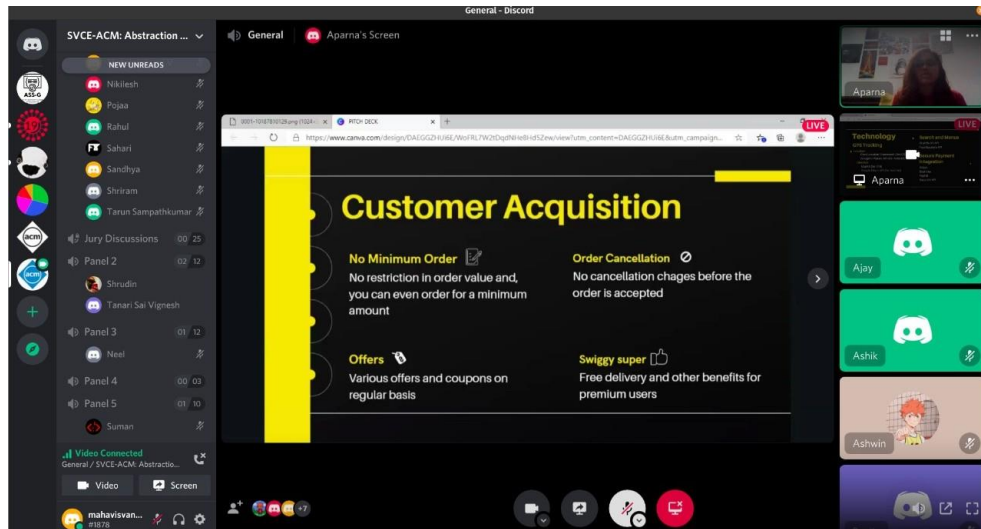 General - Discord
SVCE-ACM: Abstraction ...
NEW UNREADS
Nikilesh
Pojaa
Rahul
Sahari
Sandhya
Shriram
Tarun Sampathkumar
Jury Discussions 00 25
Panel 2 02 12
Shrudin
Tanari Sai Vignesh
Panel 3 01 12
Neel
Panel 4 00 03
Panel 5 01 10
Suman
Video Connected
General / SVCE-ACM: Abstractio...
Video Screen
mahavisvan...
#1878
ASS-G
acm
acm
General Aparna's Screen
LIVE
PITCH DECK
Customer Acquisition
No Minimum Order
No restriction in order value and,
you can even order for a minimum
amount
Order Cancellation
No cancellation chages before the
order is accepted
Offers
Various offers and coupons on
regular basis
Swiggy super
Free delivery and other benefits for
premium users
+7
Aparna
LIVE
Technology
GPS Tracking
Aparna
Ajay
Ashik
Ashwin